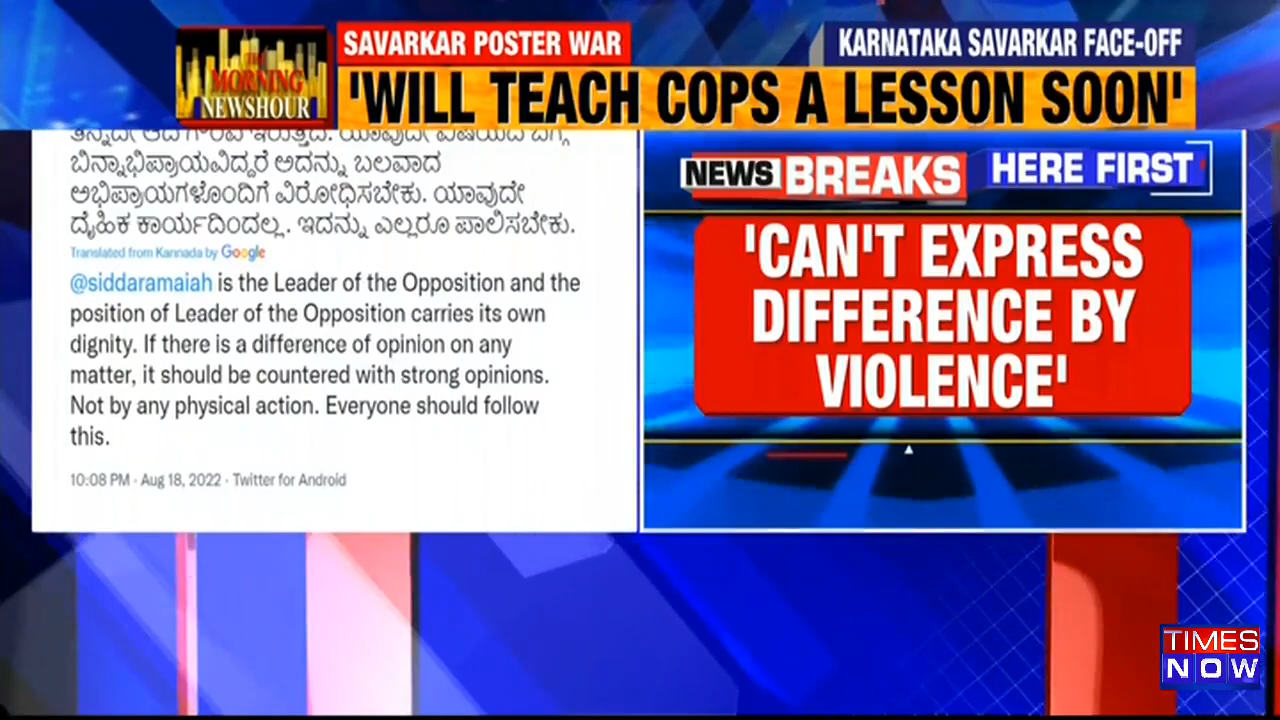 THE
MORNING
NEWSHOUR
SAVARKAR POSTER WAR
KARNATAKA SAVARKAR FACE-OFF
'WILL TEACH COPS A LESSON SOON'
ಭಿನ್ನಾಭಿಪ್ರಾಯವಿದ್ದರೆ ಅದನ್ನು ಬಲವಾದ
ಅಭಿಪ್ರಾಯಗಳೊಂದಿಗೆ ವಿರೋಧಿಸಬೇಕು. ಯಾವುದೇ
ದೈಹಿಕ ಕಾರ್ಯದಿಂದಲ್ಲ. ಇದನ್ನು ಎಲ್ಲರೂ ಪಾಲಿಸಬೇಕು.
Translated from Kannada by Google
@siddaramaiah is the Leader of the Opposition and the
position of Leader of the Opposition carries its own
dignity. If there is a difference of opinion on any
matter, it should be countered with strong opinions.
Not by any physical action. Everyone should follow
this.
10:08 PM · Aug 18, 2022 · Twitter for Android
NEWS BREAKS
HERE FIRST
'CAN'T EXPRESS
DIFFERENCE BY
VIOLENCE'
TIMES
NOW